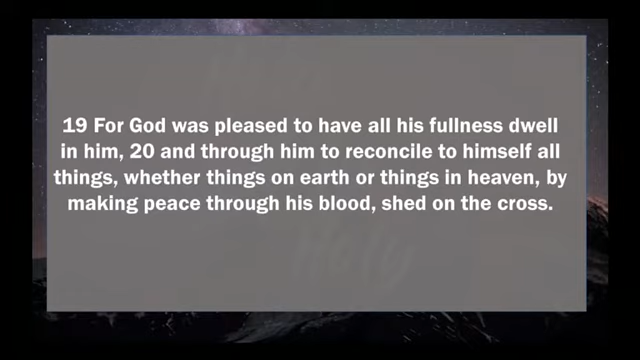 19 For God was pleased to have all his fullness dwell
in him, 20 and through him to reconcile to himself all
things, whether things on earth or things in heaven, by
making peace through his blood, shed on the cross.
Holy